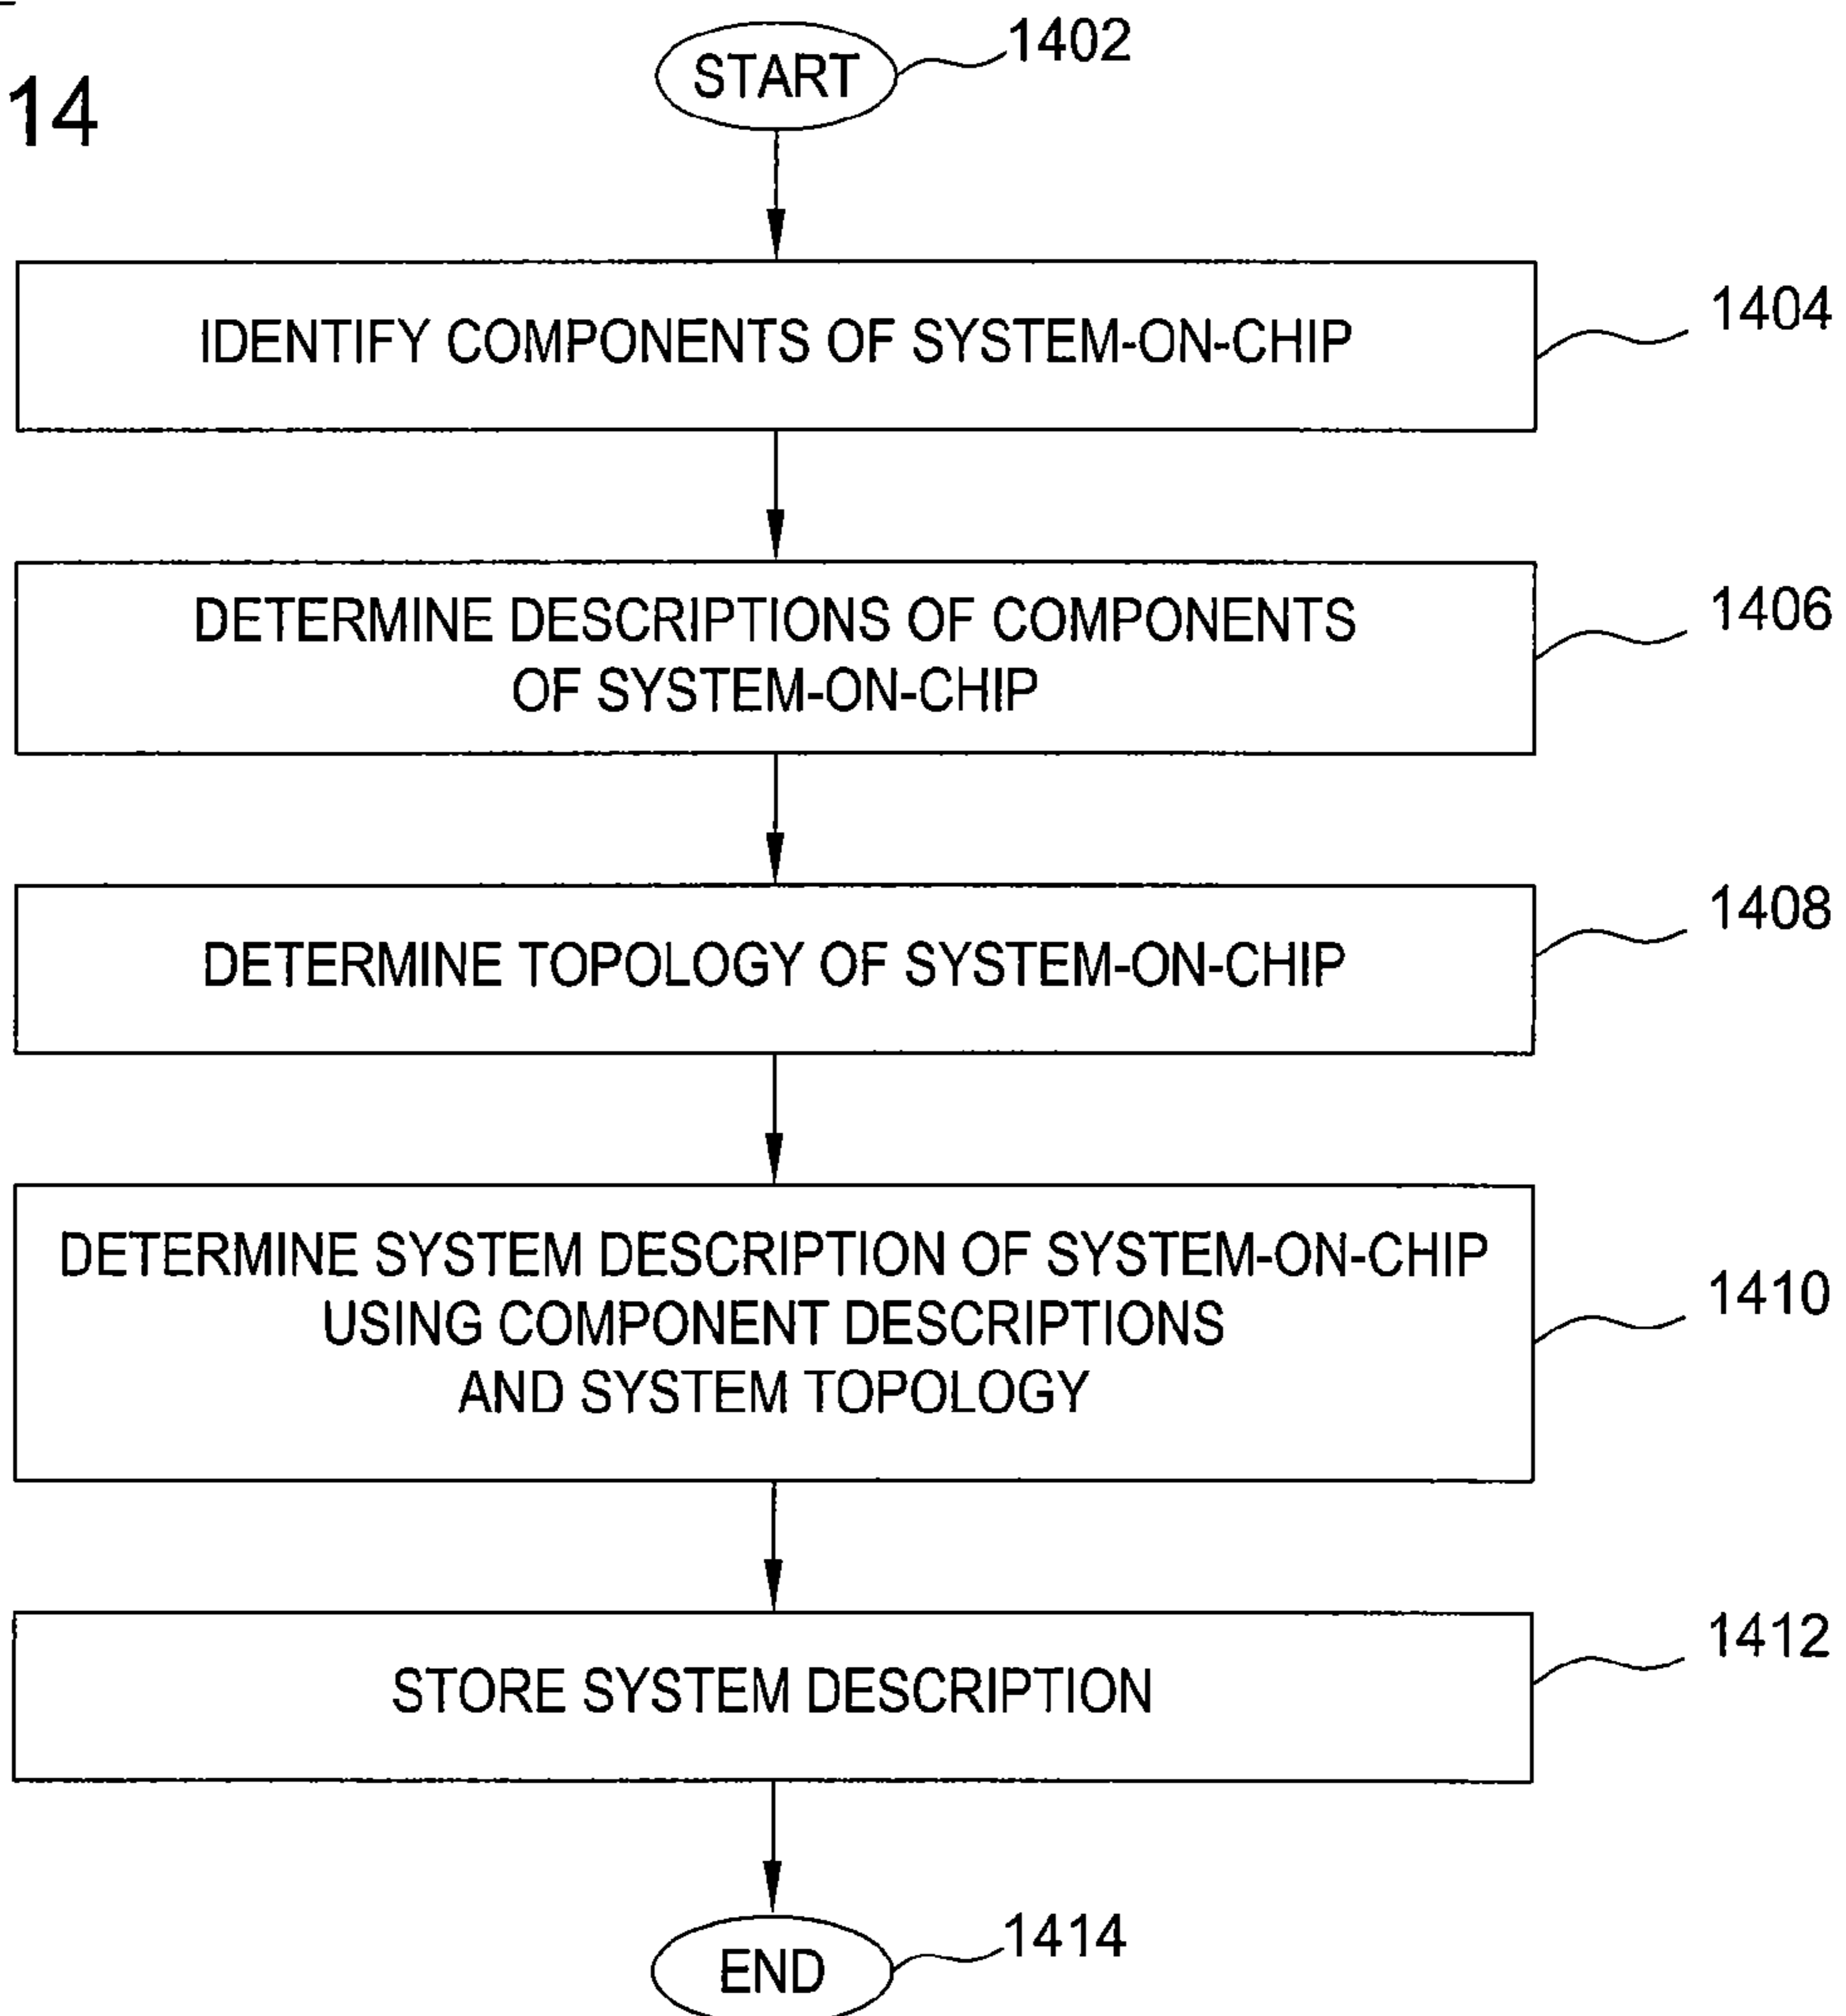 14
START
1402
IDENTIFY COMPONENTS OF SYSTEM-ON-CHIP
1404
DETERMINE DESCRIPTIONS OF COMPONENTS
OF SYSTEM-ON-CHIP
1406
DETERMINE TOPOLOGY OF SYSTEM-ON-CHIP
1408
DETERMINE SYSTEM DESCRIPTION OF SYSTEM-ON-CHIP
USING COMPONENT DESCRIPTIONS
AND SYSTEM TOPOLOGY
1410
STORE SYSTEM DESCRIPTION
1412
END
1414